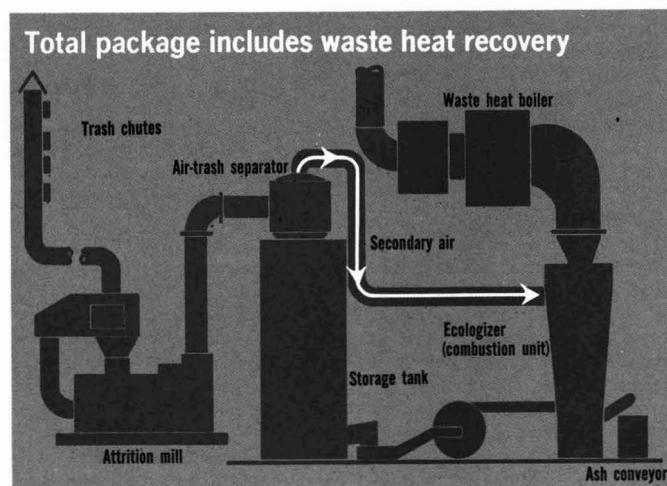 Total package includes waste heat recovery
Trash chutes
Waste heat boiler
Air-trash separator
Secondary air
Ecologizer
(combustion unit)
Storage tank
Attrition mill
Ash conveyor